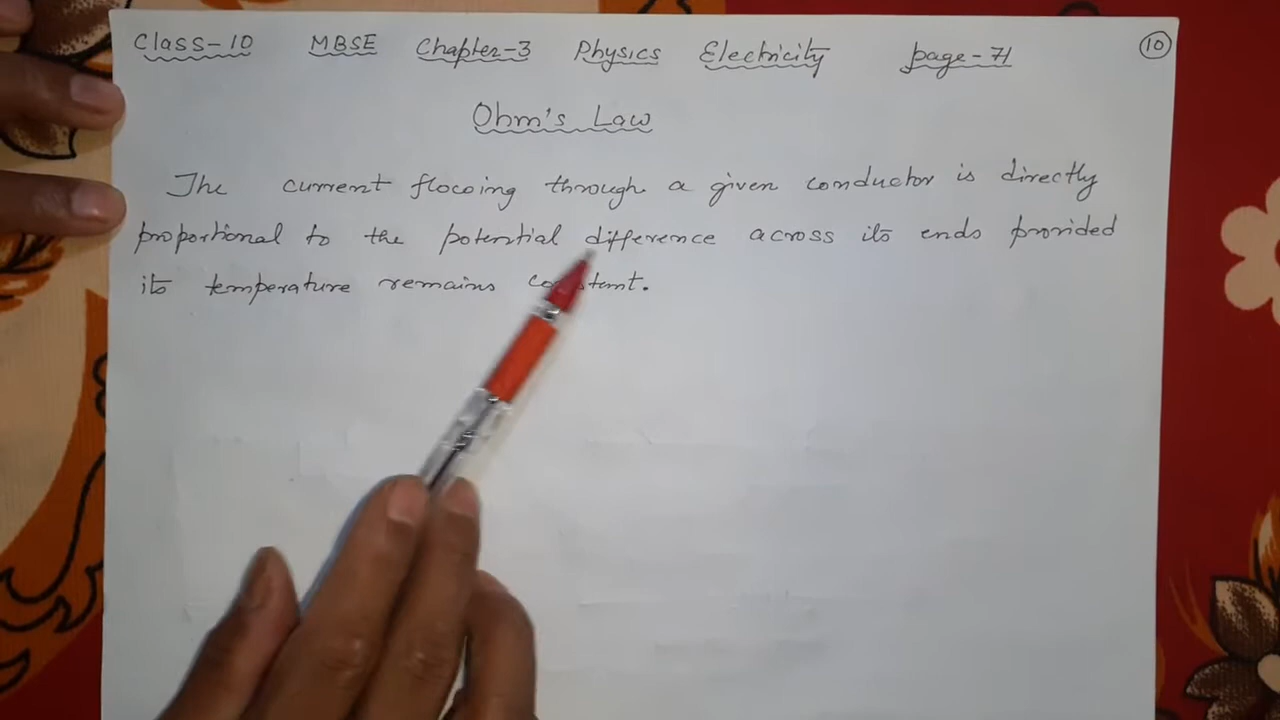 Class-10 MBSE Chapter-3 Physics Electricity page-71 10
Ohm's Law
The current flowing through a given conductor is directly
proportional to the potential difference across its ends provided
its temperature remains constant.